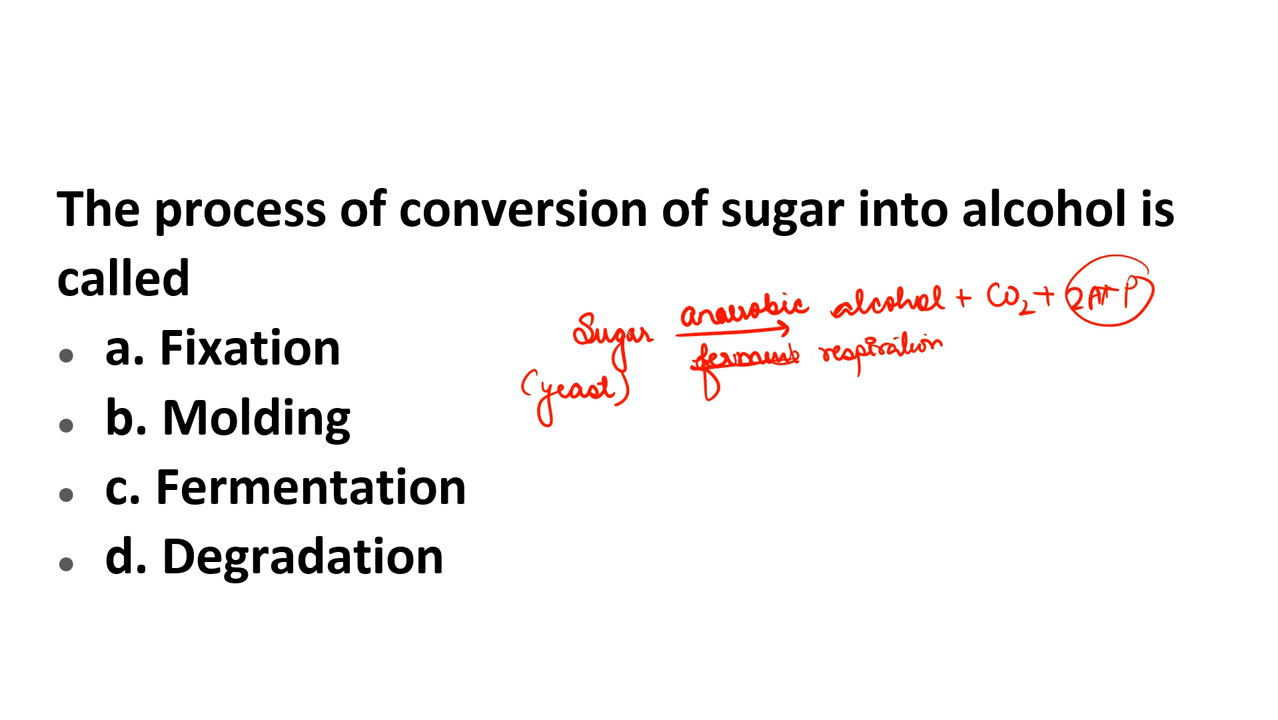 The process of conversion of sugar into alcohol is
called
a. Fixation
b. Molding
c. Fermentation
d. Degradation
Sugar anaerobic alcohol + CO2 + 2ATP
(yeast) respiration